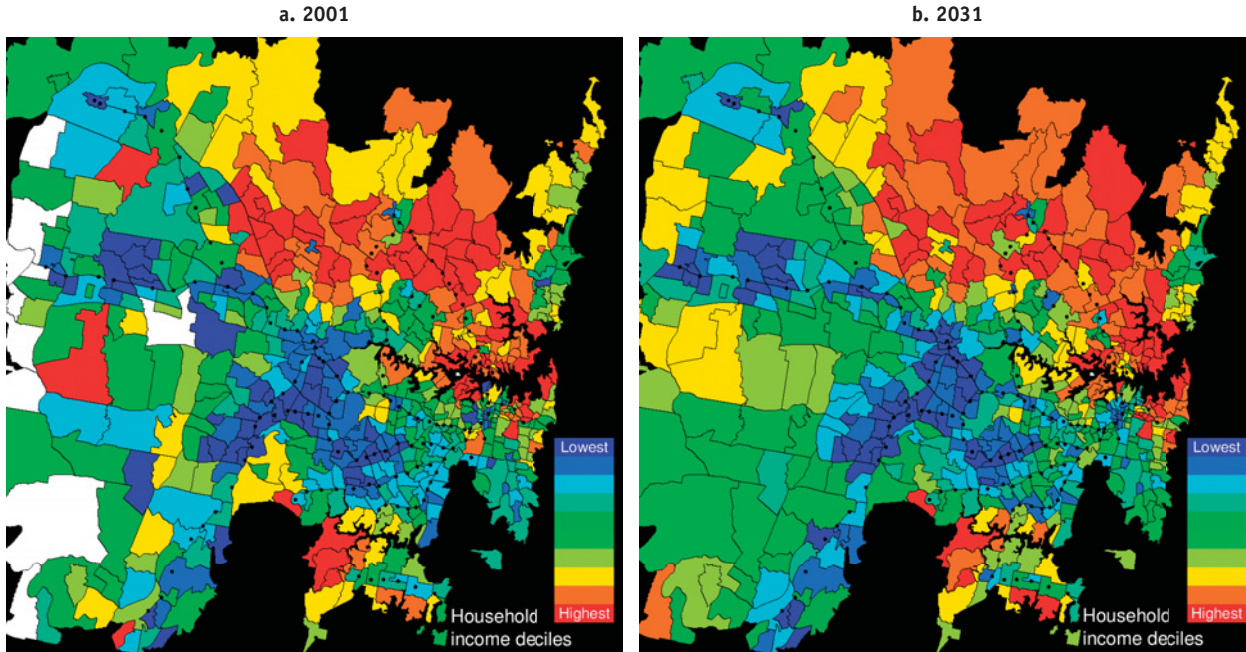 a. 2001
b. 2031
Lowest
Highest
Household
income deciles
Lowest
Highest
Household
income deciles